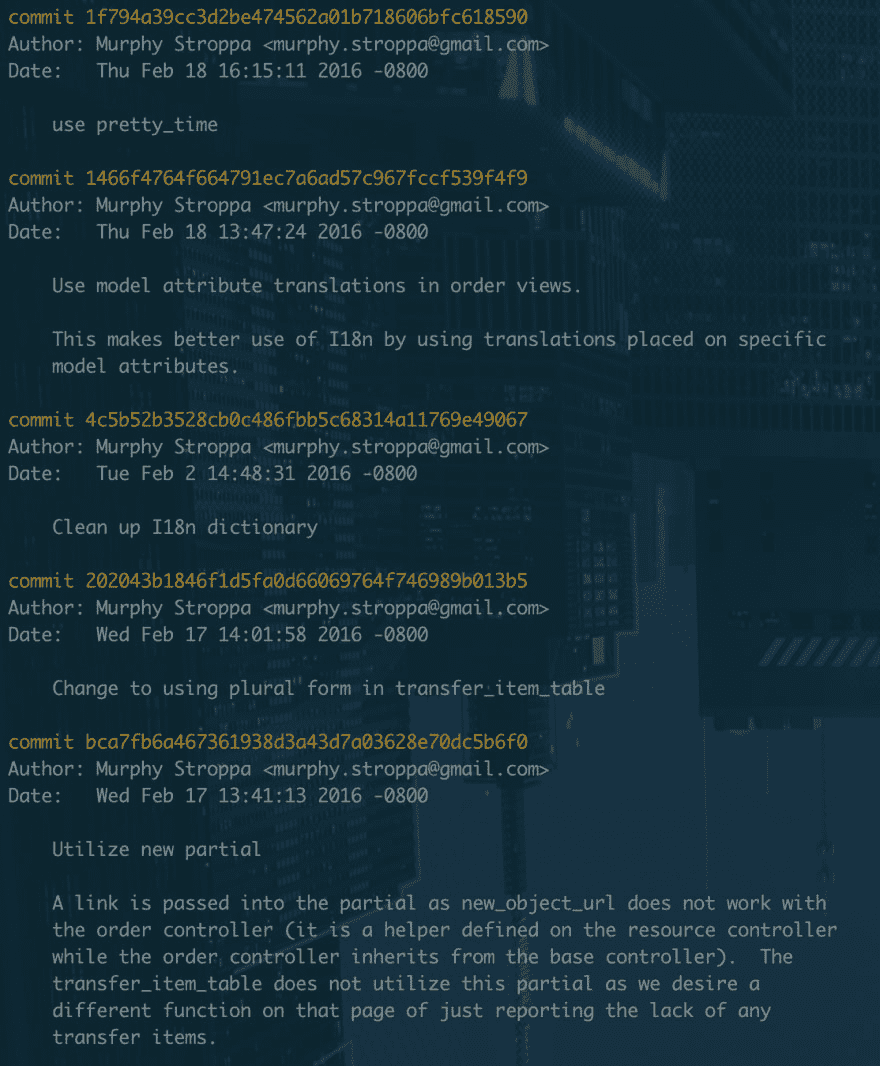 commit 1f794a39cc3d2be474562a01b718606bfc618590
Author: Murphy Stroppa <murphy.stroppa@gmail.com>
Date:   Thu Feb 18 16:15:11 2016 -0800

    use pretty_time

commit 1466f4764f664791ec7a6ad57c967fccf539f4f9
Author: Murphy Stroppa <murphy.stroppa@gmail.com>
Date:   Thu Feb 18 13:47:24 2016 -0800

    Use model attribute translations in order views.

    This makes better use of I18n by using translations placed on specific
    model attributes.

commit 4c5b52b3528cb0c486fbb5c68314a11769e49067
Author: Murphy Stroppa <murphy.stroppa@gmail.com>
Date:   Tue Feb 2 14:48:31 2016 -0800

    Clean up I18n dictionary

commit 202043b1846f1d5fa0d66069764f746989b013b5
Author: Murphy Stroppa <murphy.stroppa@gmail.com>
Date:   Wed Feb 17 14:01:58 2016 -0800

    Change to using plural form in transfer_item_table

commit bca7fb6a467361938d3a43d7a03628e70dc5b6f0
Author: Murphy Stroppa <murphy.stroppa@gmail.com>
Date:   Wed Feb 17 13:41:13 2016 -0800

    Utilize new partial

    A link is passed into the partial as new_object_url does not work with
    the order controller (it is a helper defined on the resource controller
    while the order controller inherits from the base controller).  The
    transfer_item_table does not utilize this partial as we desire a
    different function on that page of just reporting the lack of any
    transfer items.